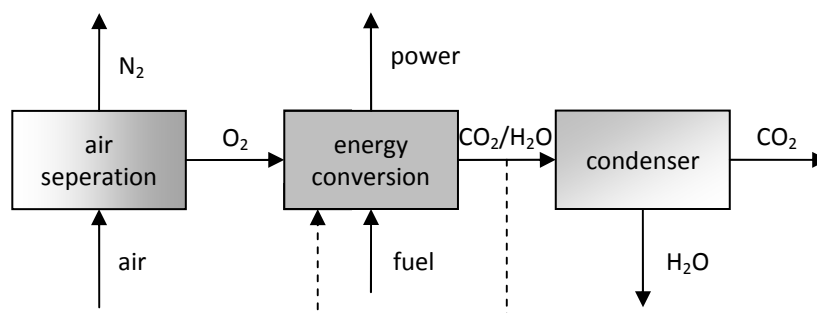 N₂
power
air
seperation
O₂
energy
conversion
CO₂/H₂O
condenser
CO₂
air
fuel
H₂O